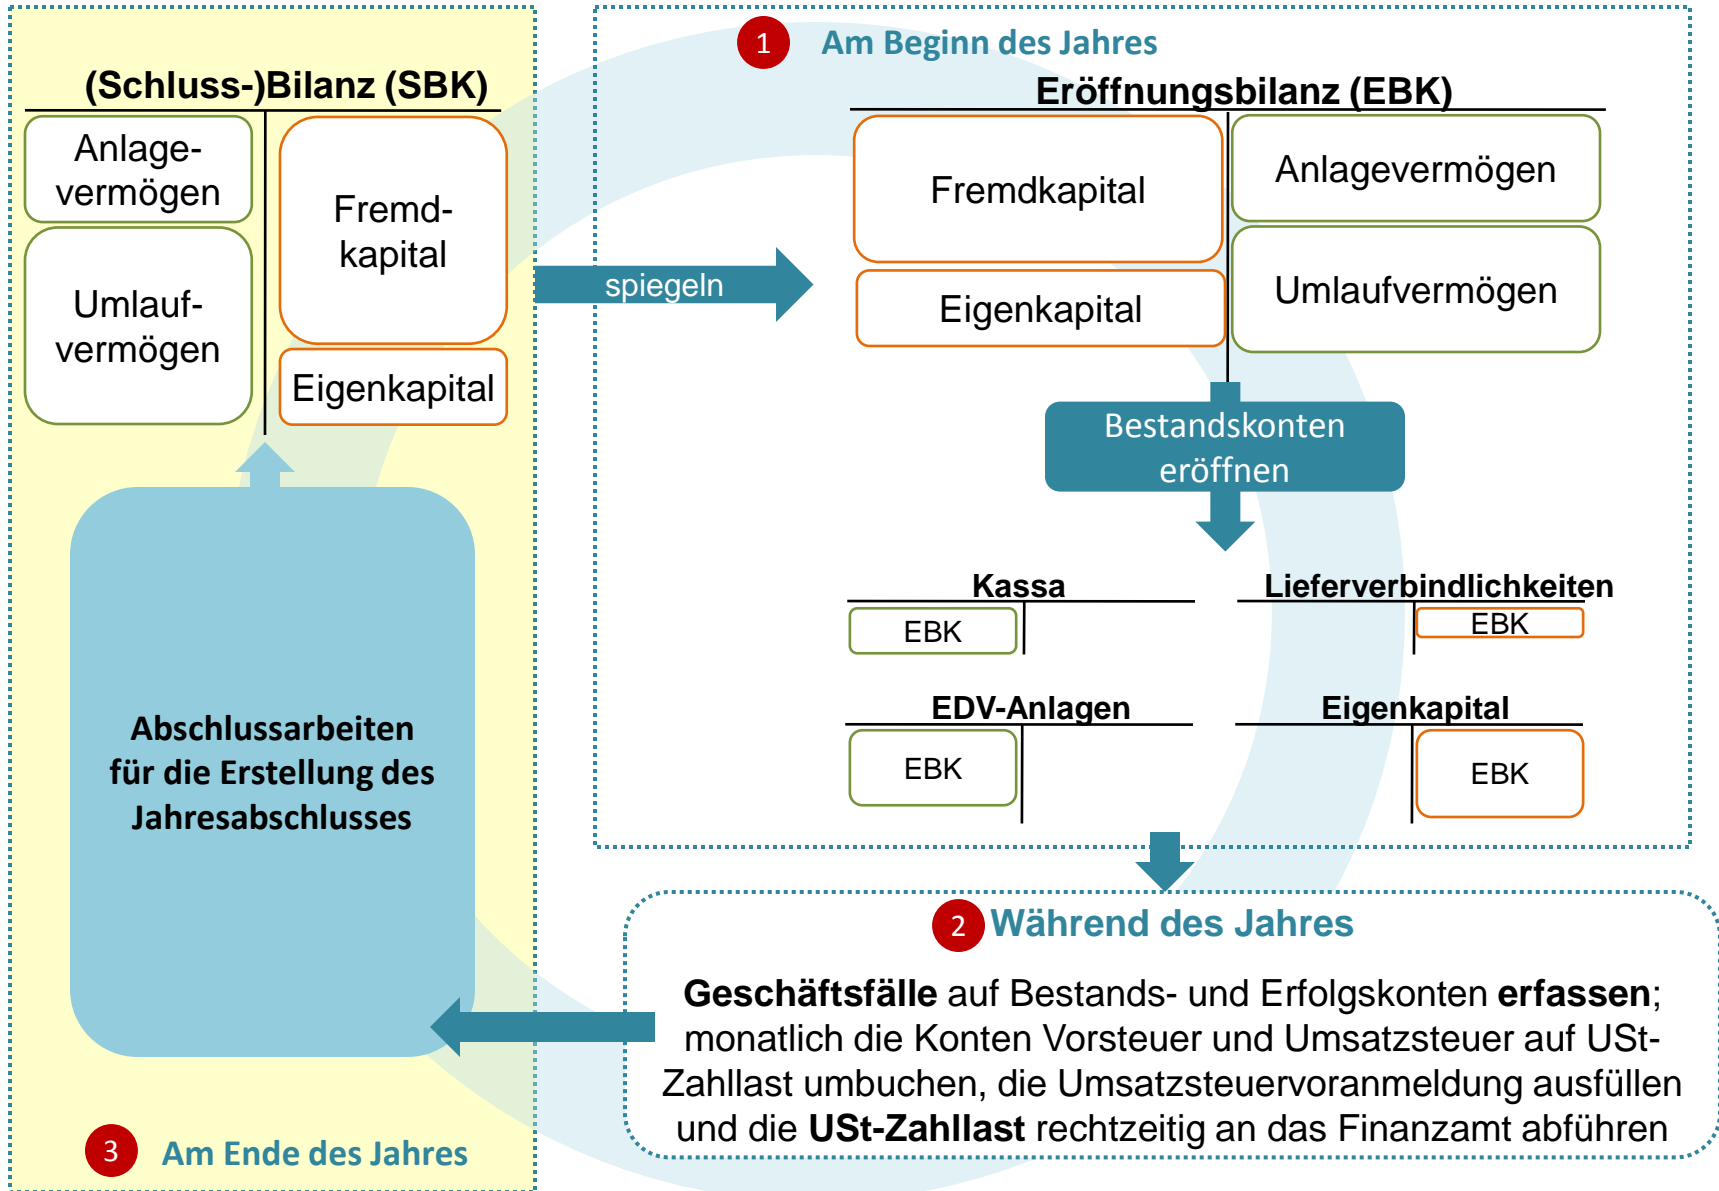 (Schluss-)Bilanz (SBK)
Anlage-
vermögen
Umlauf-
vermögen
Fremd-
kapital
Eigenkapital
spiegeln
1 Am Beginn des Jahres
Eröffnungsbilanz (EBK)
Fremdkapital
Eigenkapital
Anlagevermögen
Umlaufvermögen
Bestandskonten
eröffnen
Kassa
EBK
Lieferverbindlichkeiten
EBK
EDV-Anlagen
EBK
Eigenkapital
EBK
2 Während des Jahres
Geschäftsfälle auf Bestands- und Erfolgskonten erfassen;
monatlich die Konten Vorsteuer und Umsatzsteuer auf USt-
Zahllast umbuchen, die Umsatzsteuervoranmeldung ausfüllen
und die USt-Zahllast rechtzeitig an das Finanzamt abführen
Abschlussarbeiten
für die Erstellung des
Jahresabschlusses
3 Am Ende des Jahres